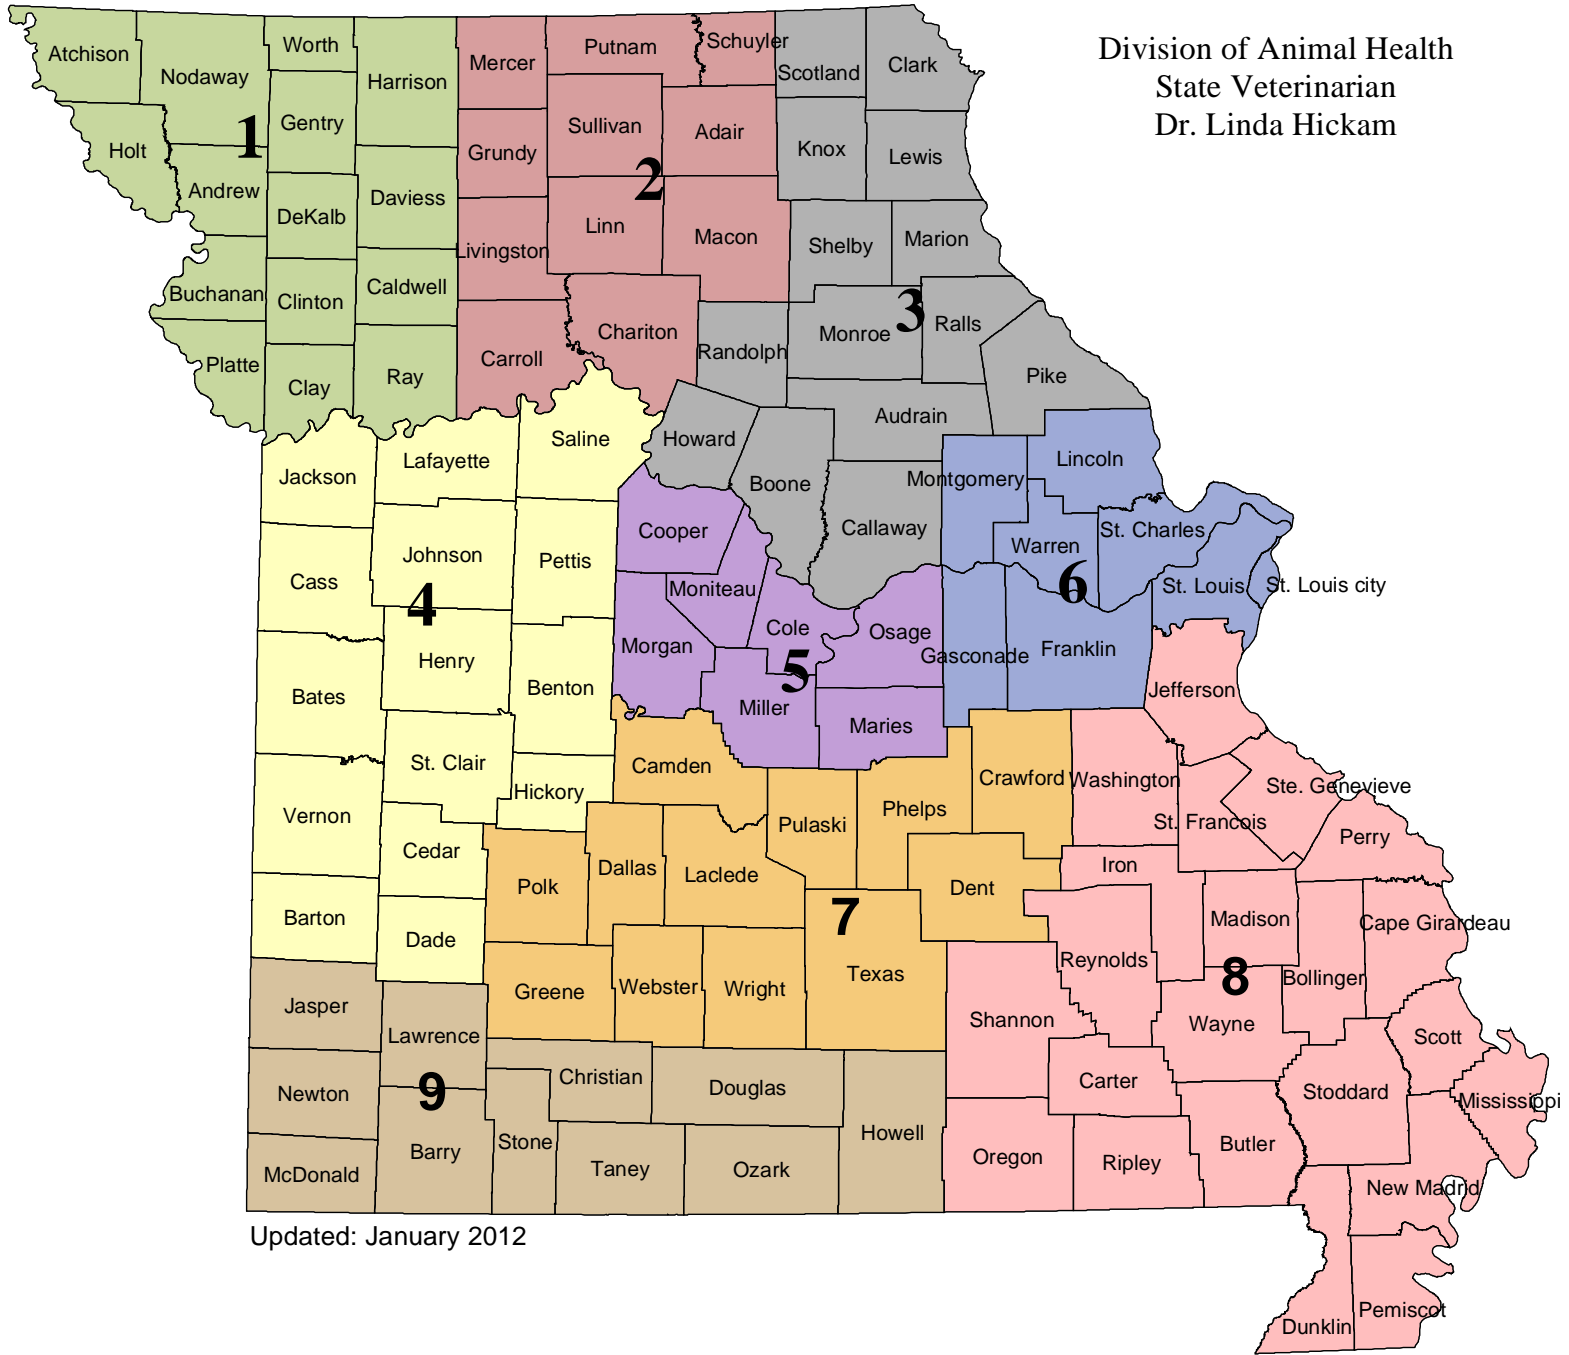 Division of Animal Health
State Veterinarian
Dr. Linda Hickam
Atchison
Nodaway
Worth
Harrison
Mercer
Putnam
Schuyler
Scotland
Clark
Holt
1
Gentry
Grundy
Sullivan
Adair
Knox
Lewis
Andrew
DeKalb
Daviess
Livingston
Linn
2
Macon
Shelby
Marion
Buchanan
Clinton
Caldwell
Carroll
Chariton
Randolph
Monroe
3
Ralls
Pike
Platte
Clay
Ray
Saline
Howard
Audrain
Jackson
Lafayette
Boone
Montgomery
Lincoln
Cooper
Callaway
Warren
St. Charles
Cass
Johnson
Pettis
Moniteau
6
St. Louis
St. Louis city
4
Morgan
Cole
Osage
Gasconade
Franklin
Bates
Henry
Benton
5
Miller
Maries
Jefferson
St. Clair
Hickory
Camden
Pulaski
Phelps
Crawford
Washington
Ste. Genevieve
Vernon
Cedar
St. Francois
Perry
Polk
Dallas
Laclede
Dent
Iron
Barton
Dade
7
Madison
Cape Girardeau
Greene
Webster
Wright
Texas
Reynolds
8
Bollinger
Jasper
Lawrence
Shannon
Wayne
Scott
Newton
9
Christian
Douglas
Carter
Stoddard
Mississippi
McDonald
Barry
Stone
Taney
Ozark
Howell
Oregon
Ripley
Butler
New Madrid
Updated: January 2012
Dunklin
Pemiscot